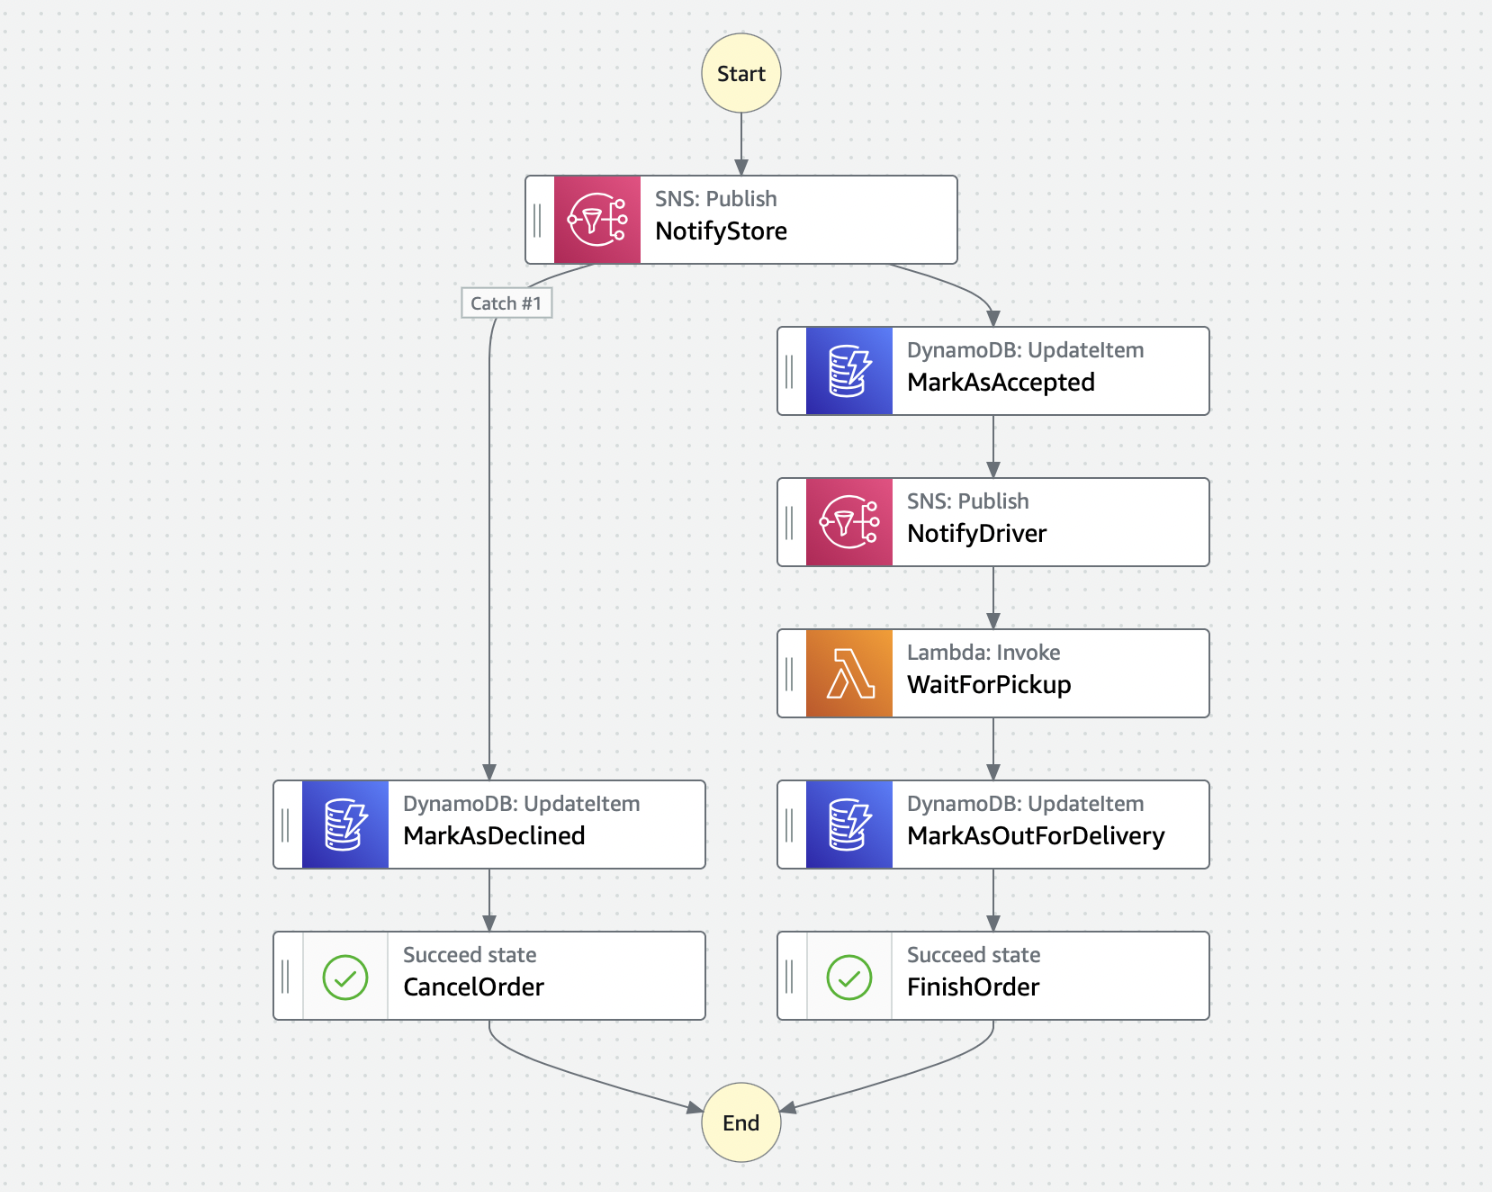 Start
SNS: Publish
NotifyStore
Catch #1
DynamoDB: UpdateItem
MarkAsAccepted
SNS: Publish
NotifyDriver
Lambda: Invoke
WaitForPickup
DynamoDB: UpdateItem
MarkAsDeclined
DynamoDB: UpdateItem
MarkAsOutForDelivery
Succeed state
CancelOrder
Succeed state
FinishOrder
End